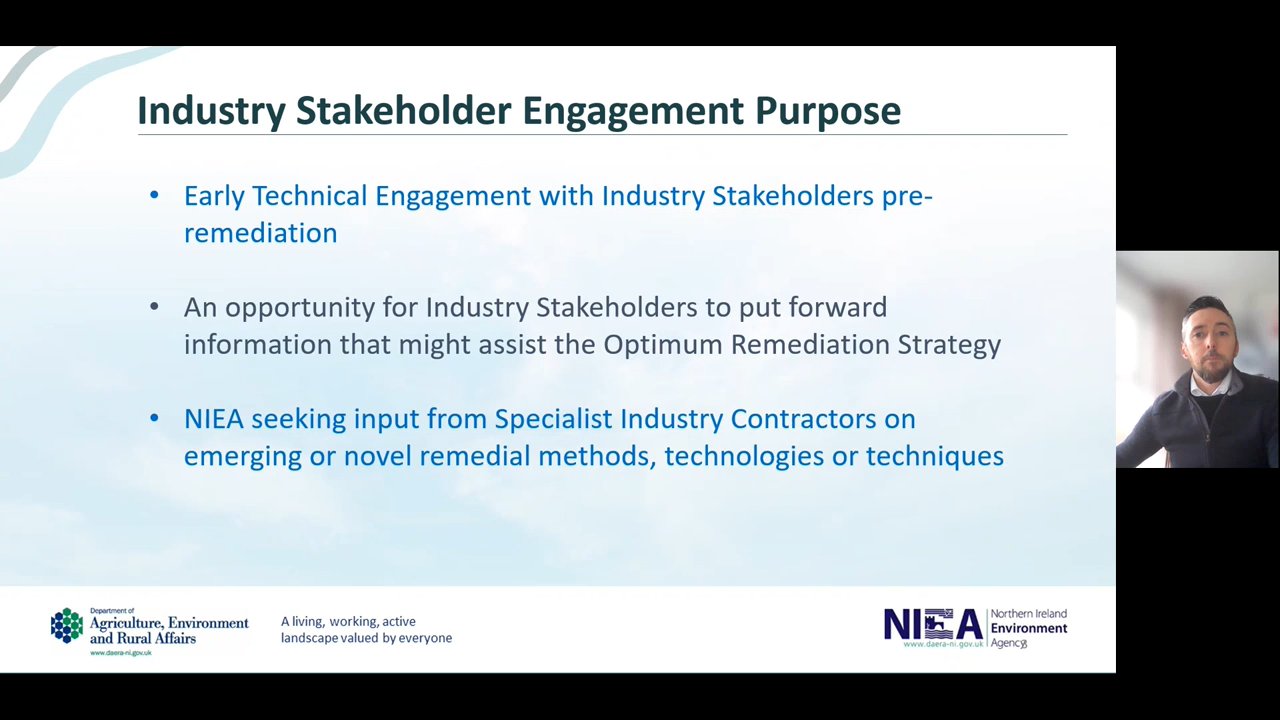 Industry Stakeholder Engagement Purpose
• Early Technical Engagement with Industry Stakeholders pre-
remediation
• An opportunity for Industry Stakeholders to put forward
information that might assist the Optimum Remediation Strategy
• NIEA seeking input from Specialist Industry Contractors on
emerging or novel remedial methods, technologies or techniques
Department of
Agriculture, Environment
and Rural Affairs
www.daera-ni.gov.uk
A living, working, active
landscape valued by everyone
NIEA
www.daera-ni.gov.uk
Northern Ireland
Environment
Agency
8